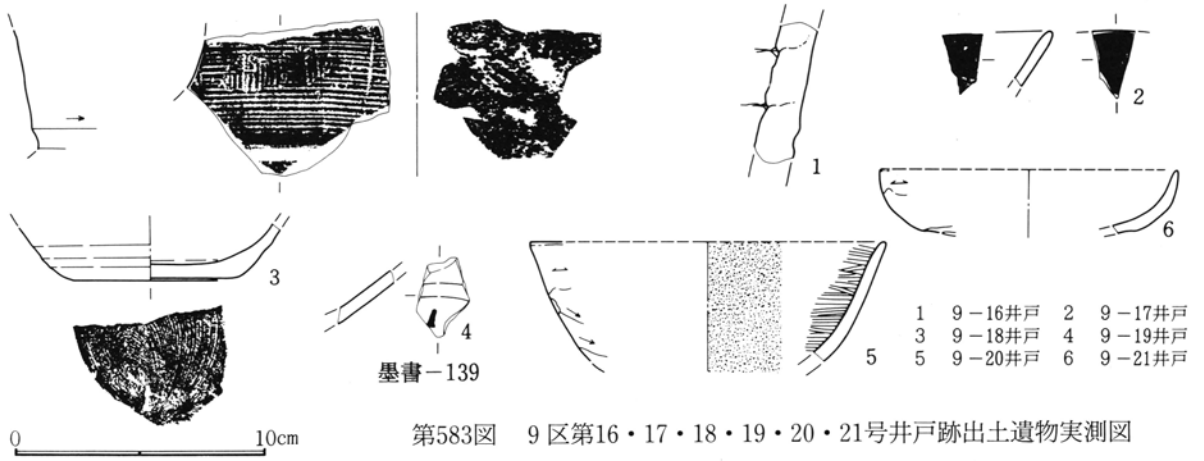 1
2
3
4
5
6
墨書－139
1 9－16井戸 2 9－17井戸
3 9－18井戸 4 9－19井戸
5 9－20井戸 6 9－21井戸
0 10cm
第583図 9区第16・17・18・19・20・21号井戸跡出土遺物実測図